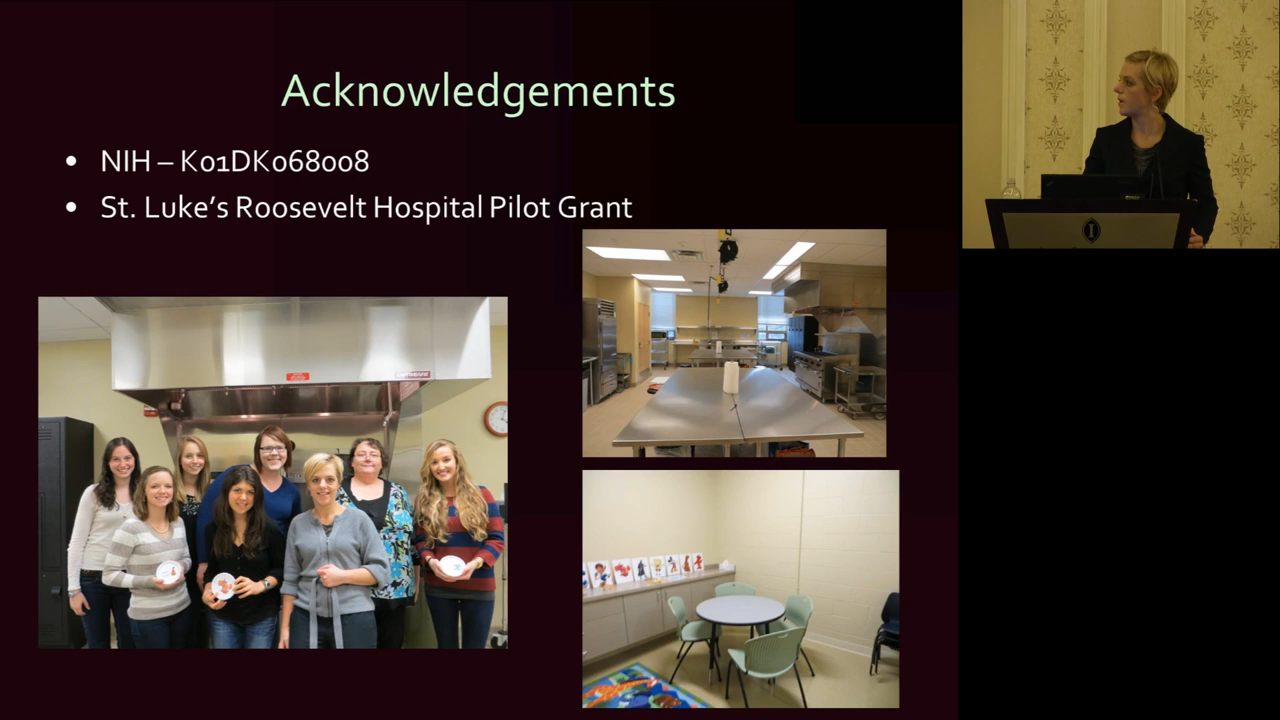 Acknowledgements
• NIH – K01DK068008
• St. Luke's Roosevelt Hospital Pilot Grant
I